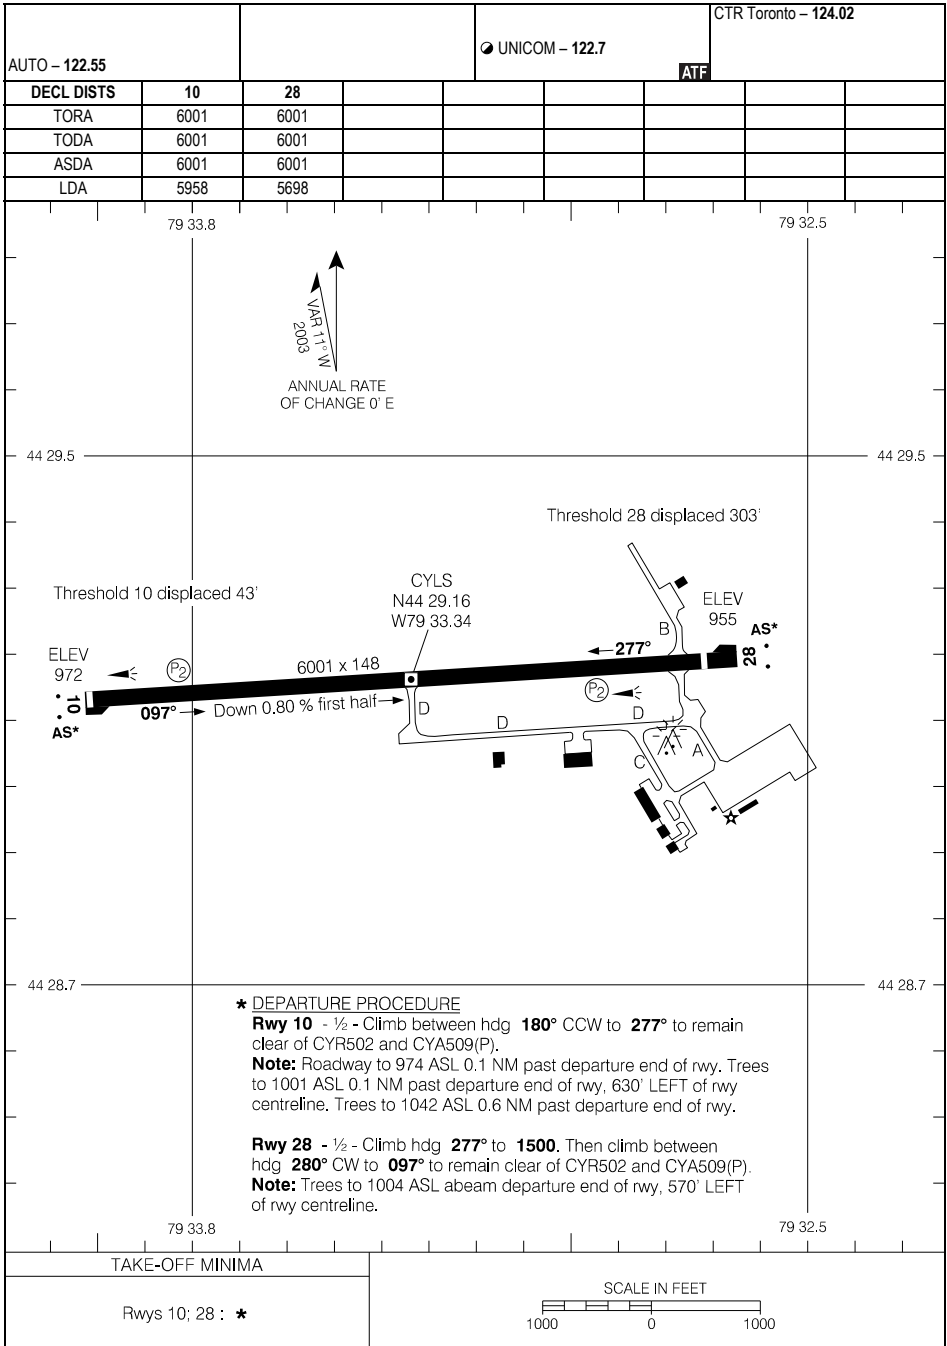 CTR Toronto – 124.02
UNICOM – 122.7
AUTO – 122.55
ATF
DECL DISTS 10 28
TORA 6001 6001
TODA 6001 6001
ASDA 6001 6001
LDA 5958 5698
79 33.8 79 32.5
VAR 11° W
2003
ANNUAL RATE
OF CHANGE 0' E
44 29.5 44 29.5
Threshold 28 displaced 303'
Threshold 10 displaced 43'
CYLS
N44 29.16
W79 33.34
ELEV
955
B
AS*
ELEV
972
P2
6001 x 148
277°
28
10
097°
Down 0.80 % first half
P2
D
D
D
AS*
C
A
44 28.7 44 28.7
* DEPARTURE PROCEDURE
Rwy 10 - ½ - Climb between hdg 180° CCW to 277° to remain
clear of CYR502 and CYA509(P).
Note: Roadway to 974 ASL 0.1 NM past departure end of rwy. Trees
to 1001 ASL 0.1 NM past departure end of rwy, 630' LEFT of rwy
centreline. Trees to 1042 ASL 0.6 NM past departure end of rwy.
Rwy 28 - ½ - Climb hdg 277° to 1500. Then climb between
hdg 280° CW to 097° to remain clear of CYR502 and CYA509(P).
Note: Trees to 1004 ASL abeam departure end of rwy, 570' LEFT
of rwy centreline.
79 33.8 79 32.5
TAKE-OFF MINIMA
Rwys 10; 28 : *
SCALE IN FEET
1000 0 1000